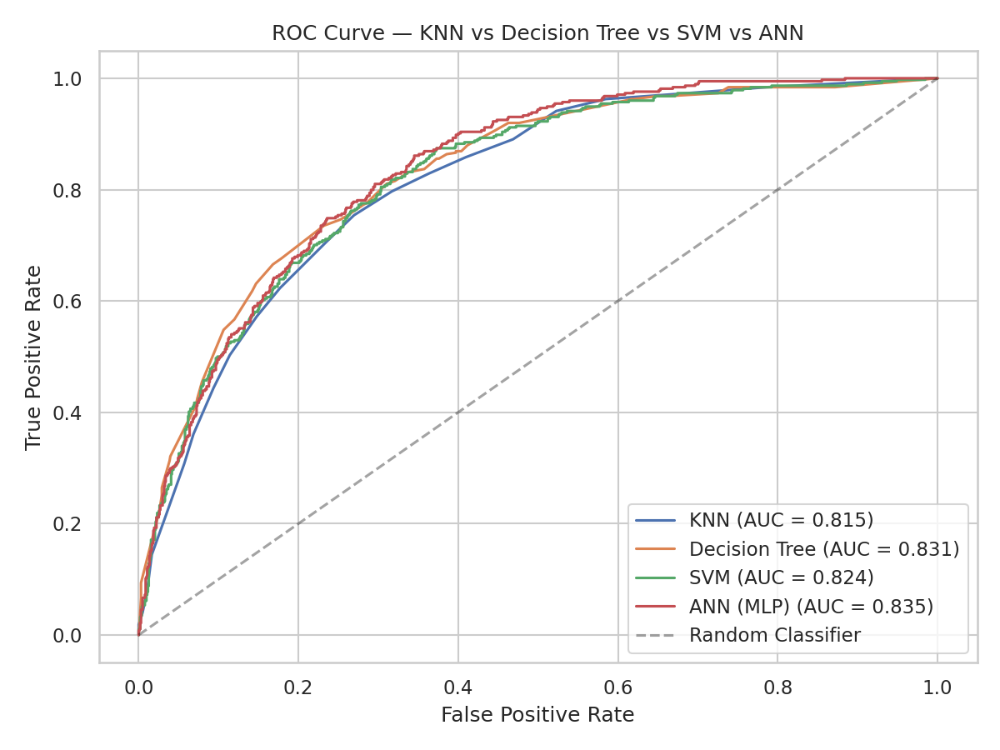 ROC Curve — KNN vs Decision Tree vs SVM vs ANN
True Positive Rate
1.0
0.8
0.6
0.4
0.2
0.0
KNN (AUC = 0.815)
Decision Tree (AUC = 0.831)
SVM (AUC = 0.824)
ANN (MLP) (AUC = 0.835)
Random Classifier
0.0 0.2 0.4 0.6 0.8 1.0
False Positive Rate